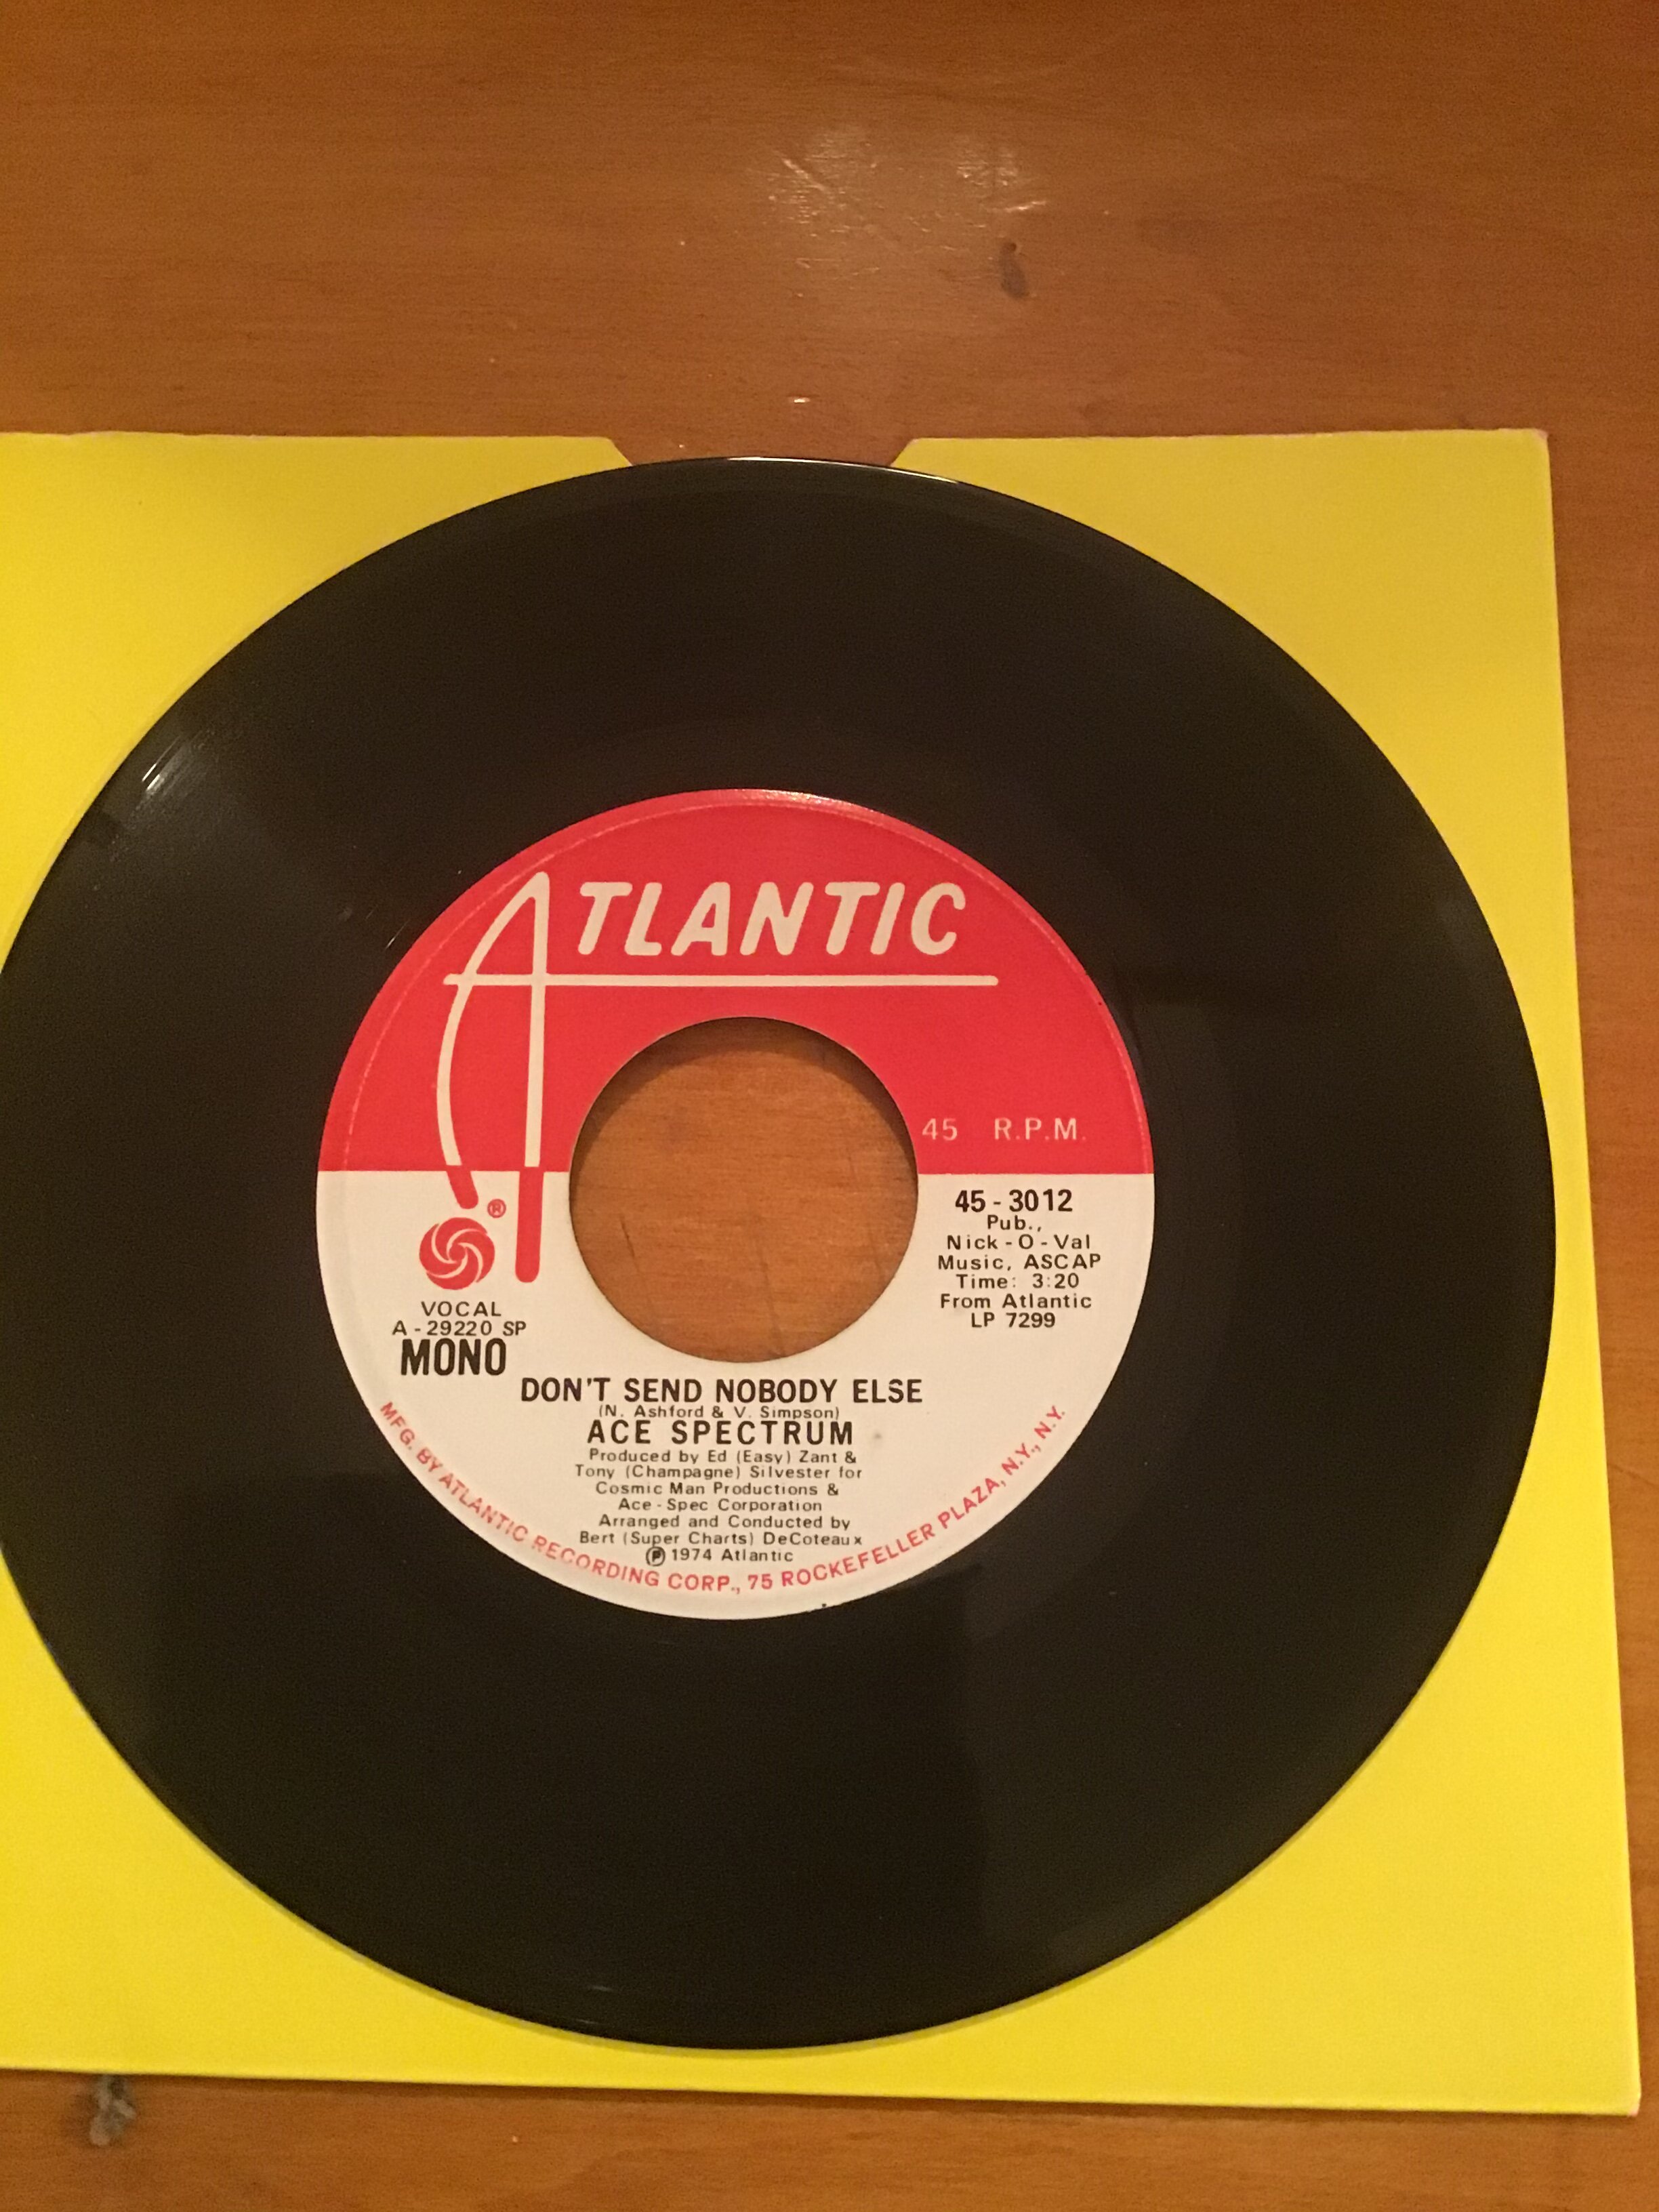 ATLANTIC
45 R.P.M.
®
VOCAL
A-29220 SP
MONO
45-3012
Pub.,
Nick-O-Val
Music, ASCAP
Time: 3:20
From Atlantic
LP 7299
DON'T SEND NOBODY ELSE
(N. Ashford & V. Simpson)
ACE SPECTRUM
Produced by Ed (Easy) Zant &
Tony (Champagne) Silvester for
Cosmic Man Productions &
Ace-Spec Corporation
Arranged and Conducted by
Bert (Super Charts) DeCoteaux
Ⓟ 1974 Atlantic
MFG. BY ATLANTIC RECORDING CORP., 75 ROCKEFELLER PLAZA, N.Y., N.Y.